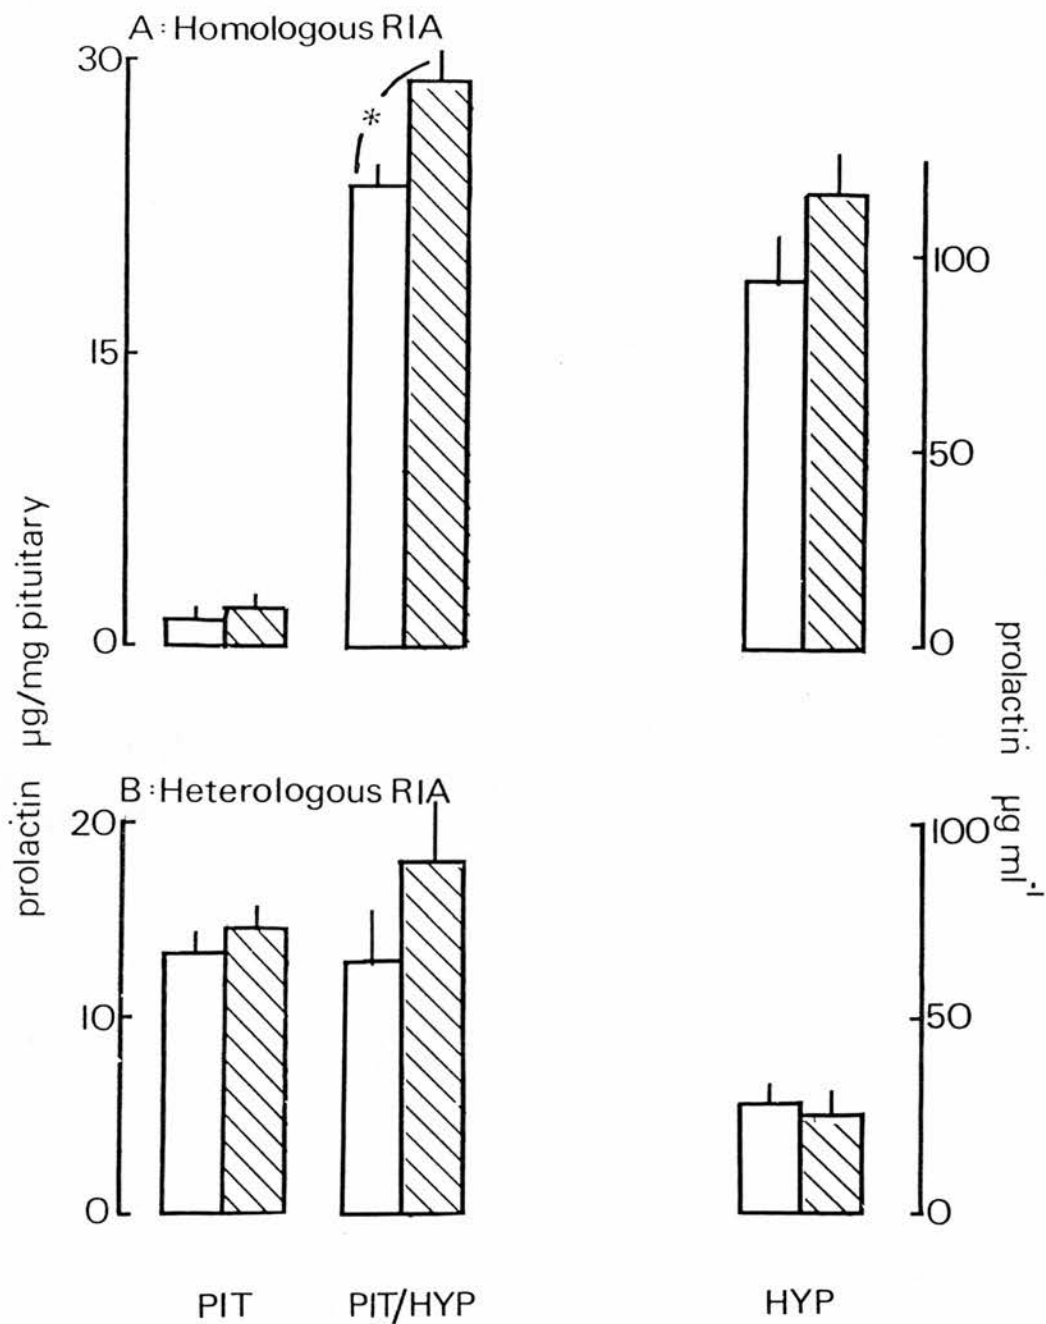 A : Homologous RIA
30
15
0
*
100
50
0
prolactin µg/mg pituitary
prolactin µg ml-1
B : Heterologous RIA
20
10
0
100
50
0
PIT PIT/HYP HYP